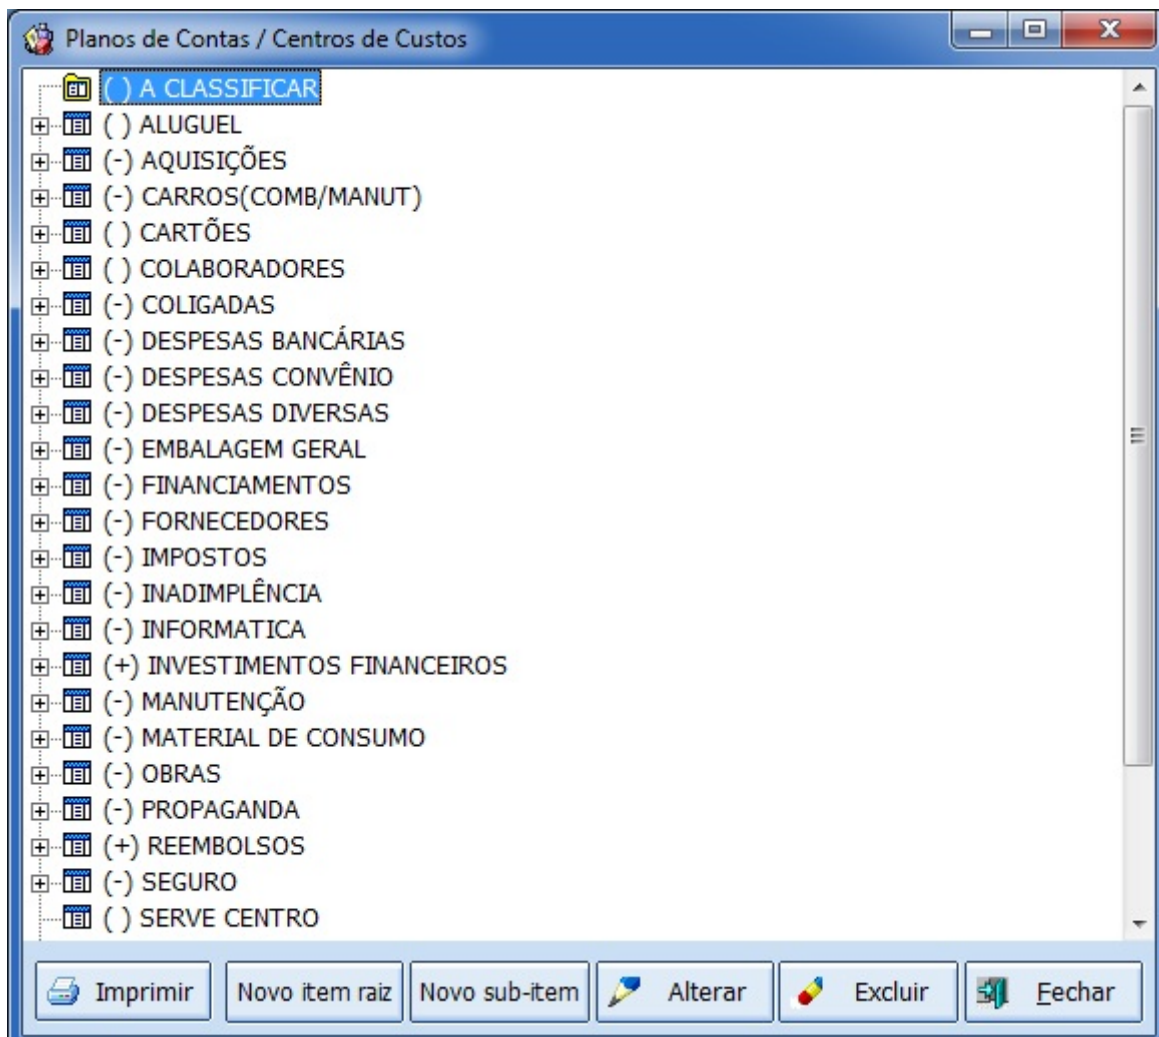 Planos de Contas / Centros de Custos
( ) A CLASSIFICAR
( ) ALUGUEL
(-) AQUISIÇÕES
(-) CARROS(COMB/MANUT)
( ) CARTÕES
( ) COLABORADORES
(-) COLIGADAS
(-) DESPESAS BANCÁRIAS
(-) DESPESAS CONVÊNIO
(-) DESPESAS DIVERSAS
(-) EMBALAGEM GERAL
(-) FINANCIAMENTOS
(-) FORNECEDORES
(-) IMPOSTOS
(-) INADIMPLÊNCIA
(-) INFORMATICA
(+) INVESTIMENTOS FINANCEIROS
(-) MANUTENÇÃO
(-) MATERIAL DE CONSUMO
(-) OBRAS
(-) PROPAGANDA
(+) REEMBOLSOS
(-) SEGURO
( ) SERVE CENTRO
Imprimir Novo item raiz Novo sub-item Alterar Excluir Fechar